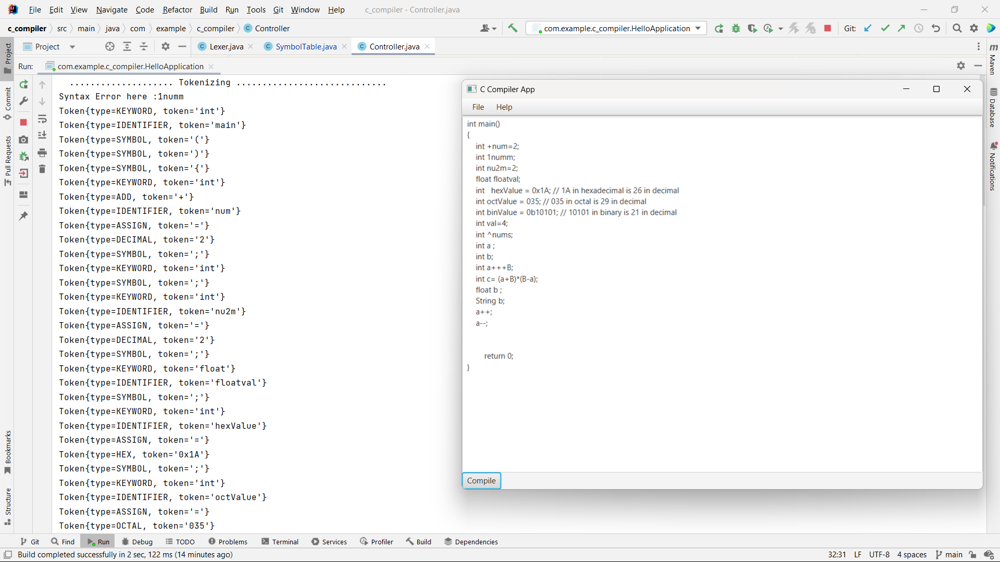 File Edit View Navigate Code Refactor Build Run Tools Git Window Help c_compiler - Controller.java
c_compiler src main java com example c_compiler C Controller com.example.c_compiler.HelloApplication Git:
Project Project C Lexer.java C SymbolTable.java C Controller.java m Maven
Run: com.example.c_compiler.HelloApplication
.................... Tokenizing .............................
Syntax Error here :1numm
Token{type=KEYWORD, token='int'}
Token{type=IDENTIFIER, token='main'}
Token{type=SYMBOL, token='('}
Token{type=SYMBOL, token=')'}
Token{type=SYMBOL, token='{'}
Token{type=KEYWORD, token='int'}
Token{type=ADD, token='+'}
Token{type=IDENTIFIER, token='num'}
Token{type=ASSIGN, token='='}
Token{type=DECIMAL, token='2'}
Token{type=SYMBOL, token=';'}
Token{type=KEYWORD, token='int'}
Token{type=SYMBOL, token=';'}
Token{type=KEYWORD, token='int'}
Token{type=IDENTIFIER, token='nu2m'}
Token{type=ASSIGN, token='='}
Token{type=DECIMAL, token='2'}
Token{type=SYMBOL, token=';'}
Token{type=KEYWORD, token='float'}
Token{type=IDENTIFIER, token='floatval'}
Token{type=SYMBOL, token=';'}
Token{type=KEYWORD, token='int'}
Token{type=IDENTIFIER, token='hexValue'}
Token{type=ASSIGN, token='='}
Token{type=HEX, token='0x1A'}
Token{type=SYMBOL, token=';'}
Token{type=KEYWORD, token='int'}
Token{type=IDENTIFIER, token='octValue'}
Token{type=ASSIGN, token='='}
Token{type=OCTAL, token='035'}
C Compiler App
File Help
int main()
{
int +num=2;
int 1numm;
int nu2m=2;
float floatval;
int   hexValue = 0x1A; // 1A in hexadecimal is 26 in decimal
int octValue = 035; // 035 in octal is 29 in decimal
int binValue = 0b10101; // 10101 in binary is 21 in decimal
int val=4;
int ^nums;
int a ;
int b;
int a+++B;
int c= (a+B)*(B-a);
float b ;
String b;
a++;
a--;
return 0;
}
Compile
Commit
Pull Requests
Bookmarks
Structure
Database
Notifications
Git Find Run Debug TODO Problems Terminal Services Profiler Build Dependencies
Build completed successfully in 2 sec, 122 ms (14 minutes ago) 32:31 LF UTF-8 4 spaces main